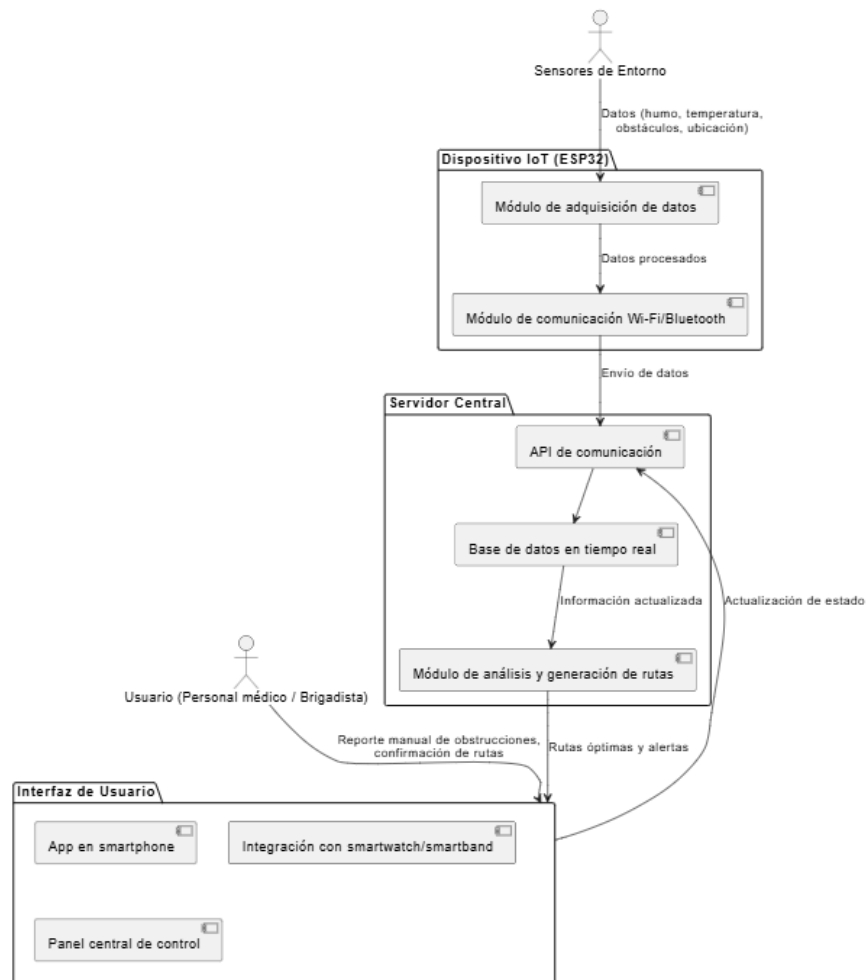 Sensores de Entorno
Datos (humo, temperatura,
obstáculos, ubicación)
Dispositivo IoT (ESP32)
Módulo de adquisición de datos
Datos procesados
Módulo de comunicación Wi-Fi/Bluetooth
Envío de datos
Servidor Central
API de comunicación
Base de datos en tiempo real
Información actualizada
Actualización de estado
Módulo de análisis y generación de rutas
Usuario (Personal médico / Brigadista)
Reporte manual de obstrucciones,
confirmación de rutas
Rutas óptimas y alertas
Interfaz de Usuario
App en smartphone
Integración con smartwatch/smartband
Panel central de control